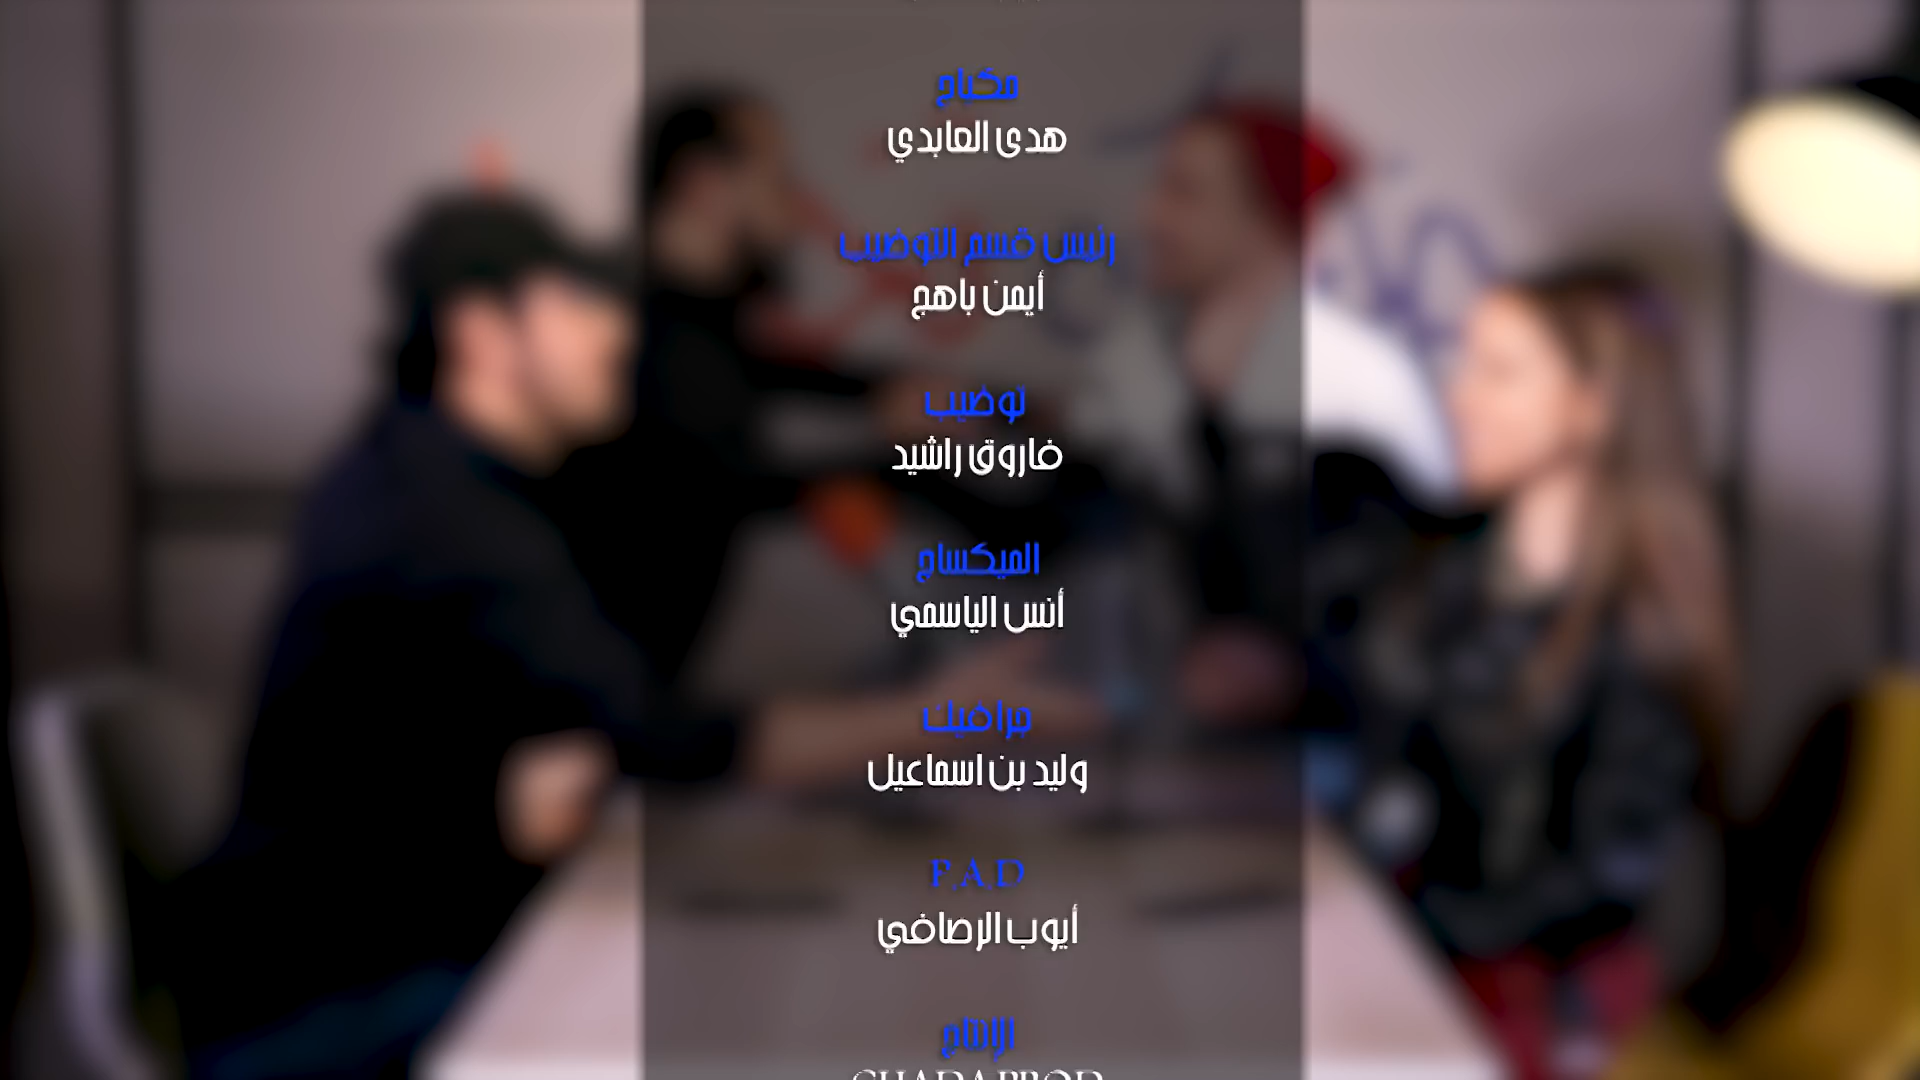 مكياج
هدى العابدي
رئيس قسم التوضيب
أيمن باهج
توضيب
فاروق راشيد
الميكساج
أنس الياسمي
جرافيك
وليد بن اسماعيل
P.A.D
أيوب الرصافي
الإنتاج